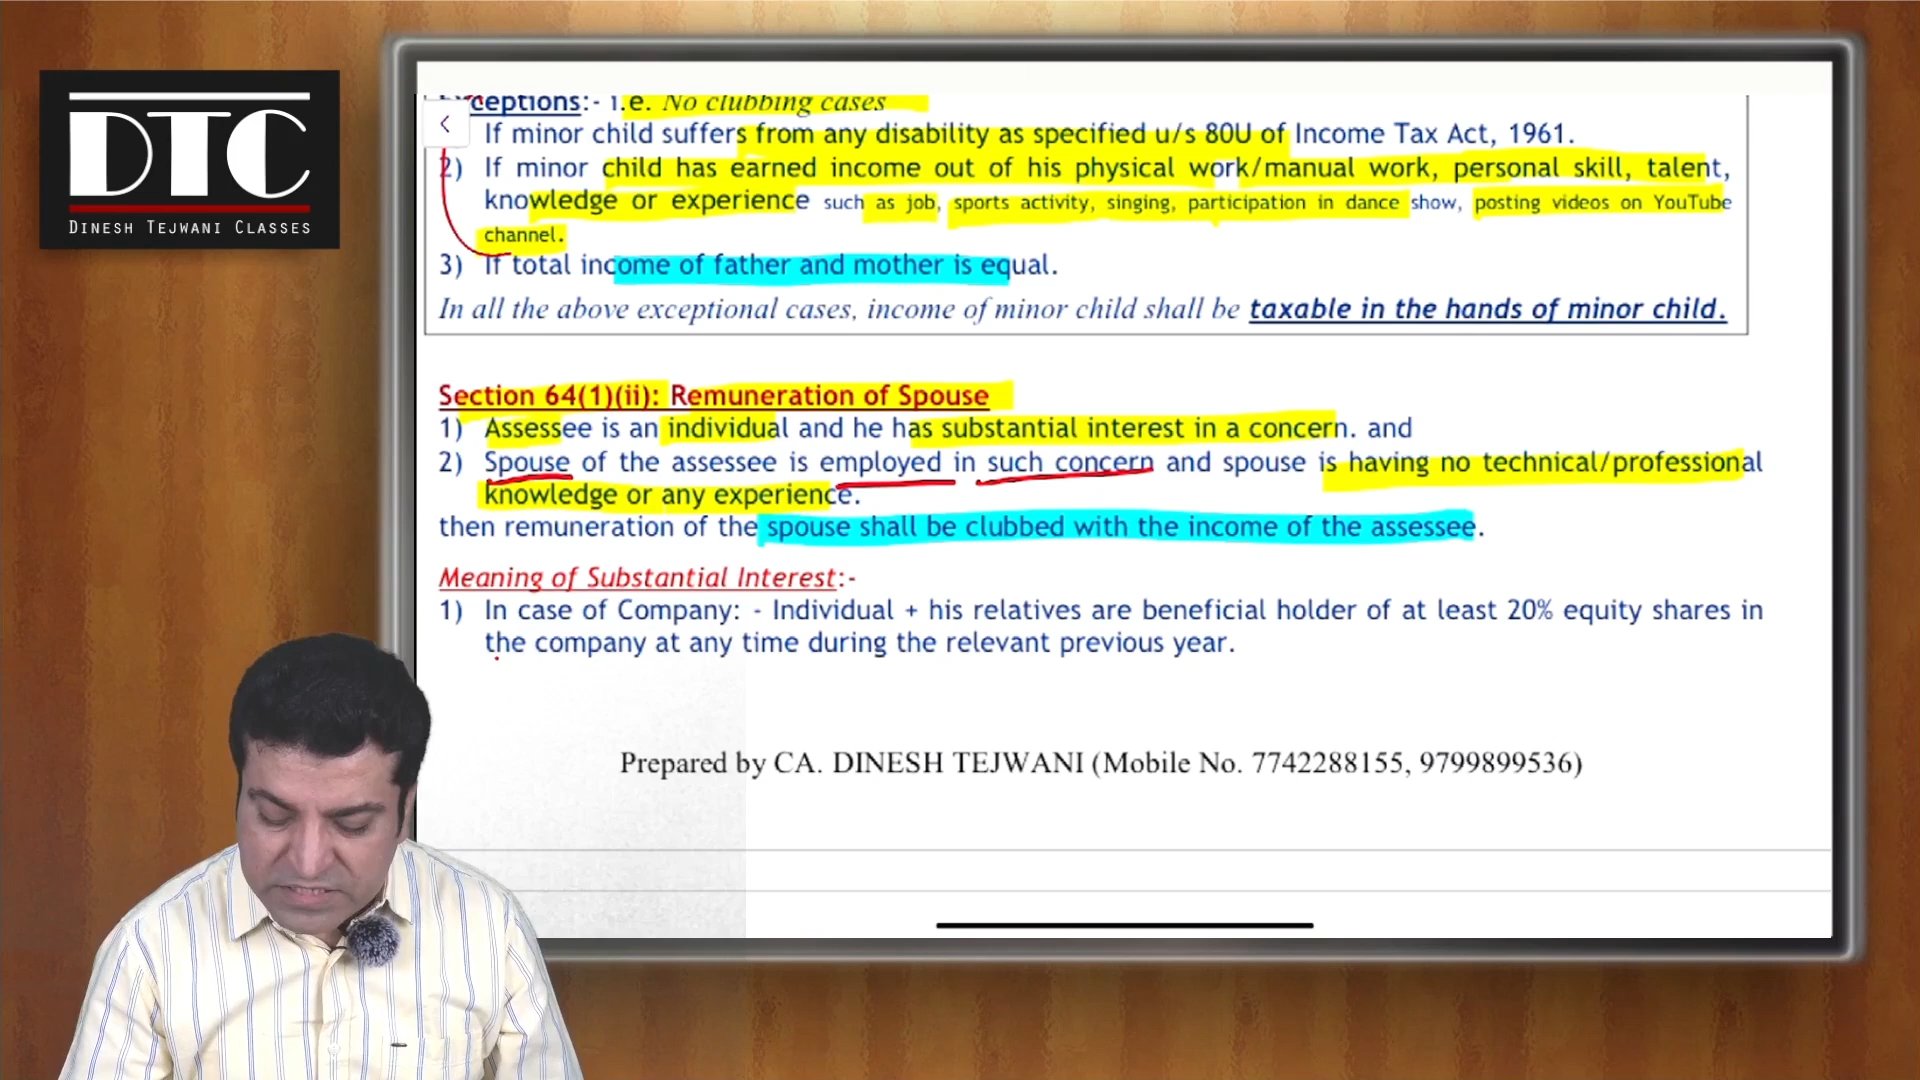 DTC
DINESH TEJWANI CLASSES
Exceptions:- i.e. No clubbing cases
If minor child suffers from any disability as specified u/s 80U of Income Tax Act, 1961.
2) If minor child has earned income out of his physical work/manual work, personal skill, talent,
knowledge or experience such as job, sports activity, singing, participation in dance show, posting videos on YouTube
channel.
3) If total income of father and mother is equal.
In all the above exceptional cases, income of minor child shall be taxable in the hands of minor child.
Section 64(1)(ii): Remuneration of Spouse
1) Assessee is an individual and he has substantial interest in a concern. and
2) Spouse of the assessee is employed in such concern and spouse is having no technical/professional
knowledge or any experience.
then remuneration of the spouse shall be clubbed with the income of the assessee.
Meaning of Substantial Interest:-
1) In case of Company: - Individual + his relatives are beneficial holder of at least 20% equity shares in
the company at any time during the relevant previous year.
Prepared by CA. DINESH TEJWANI (Mobile No. 7742288155, 9799899536)